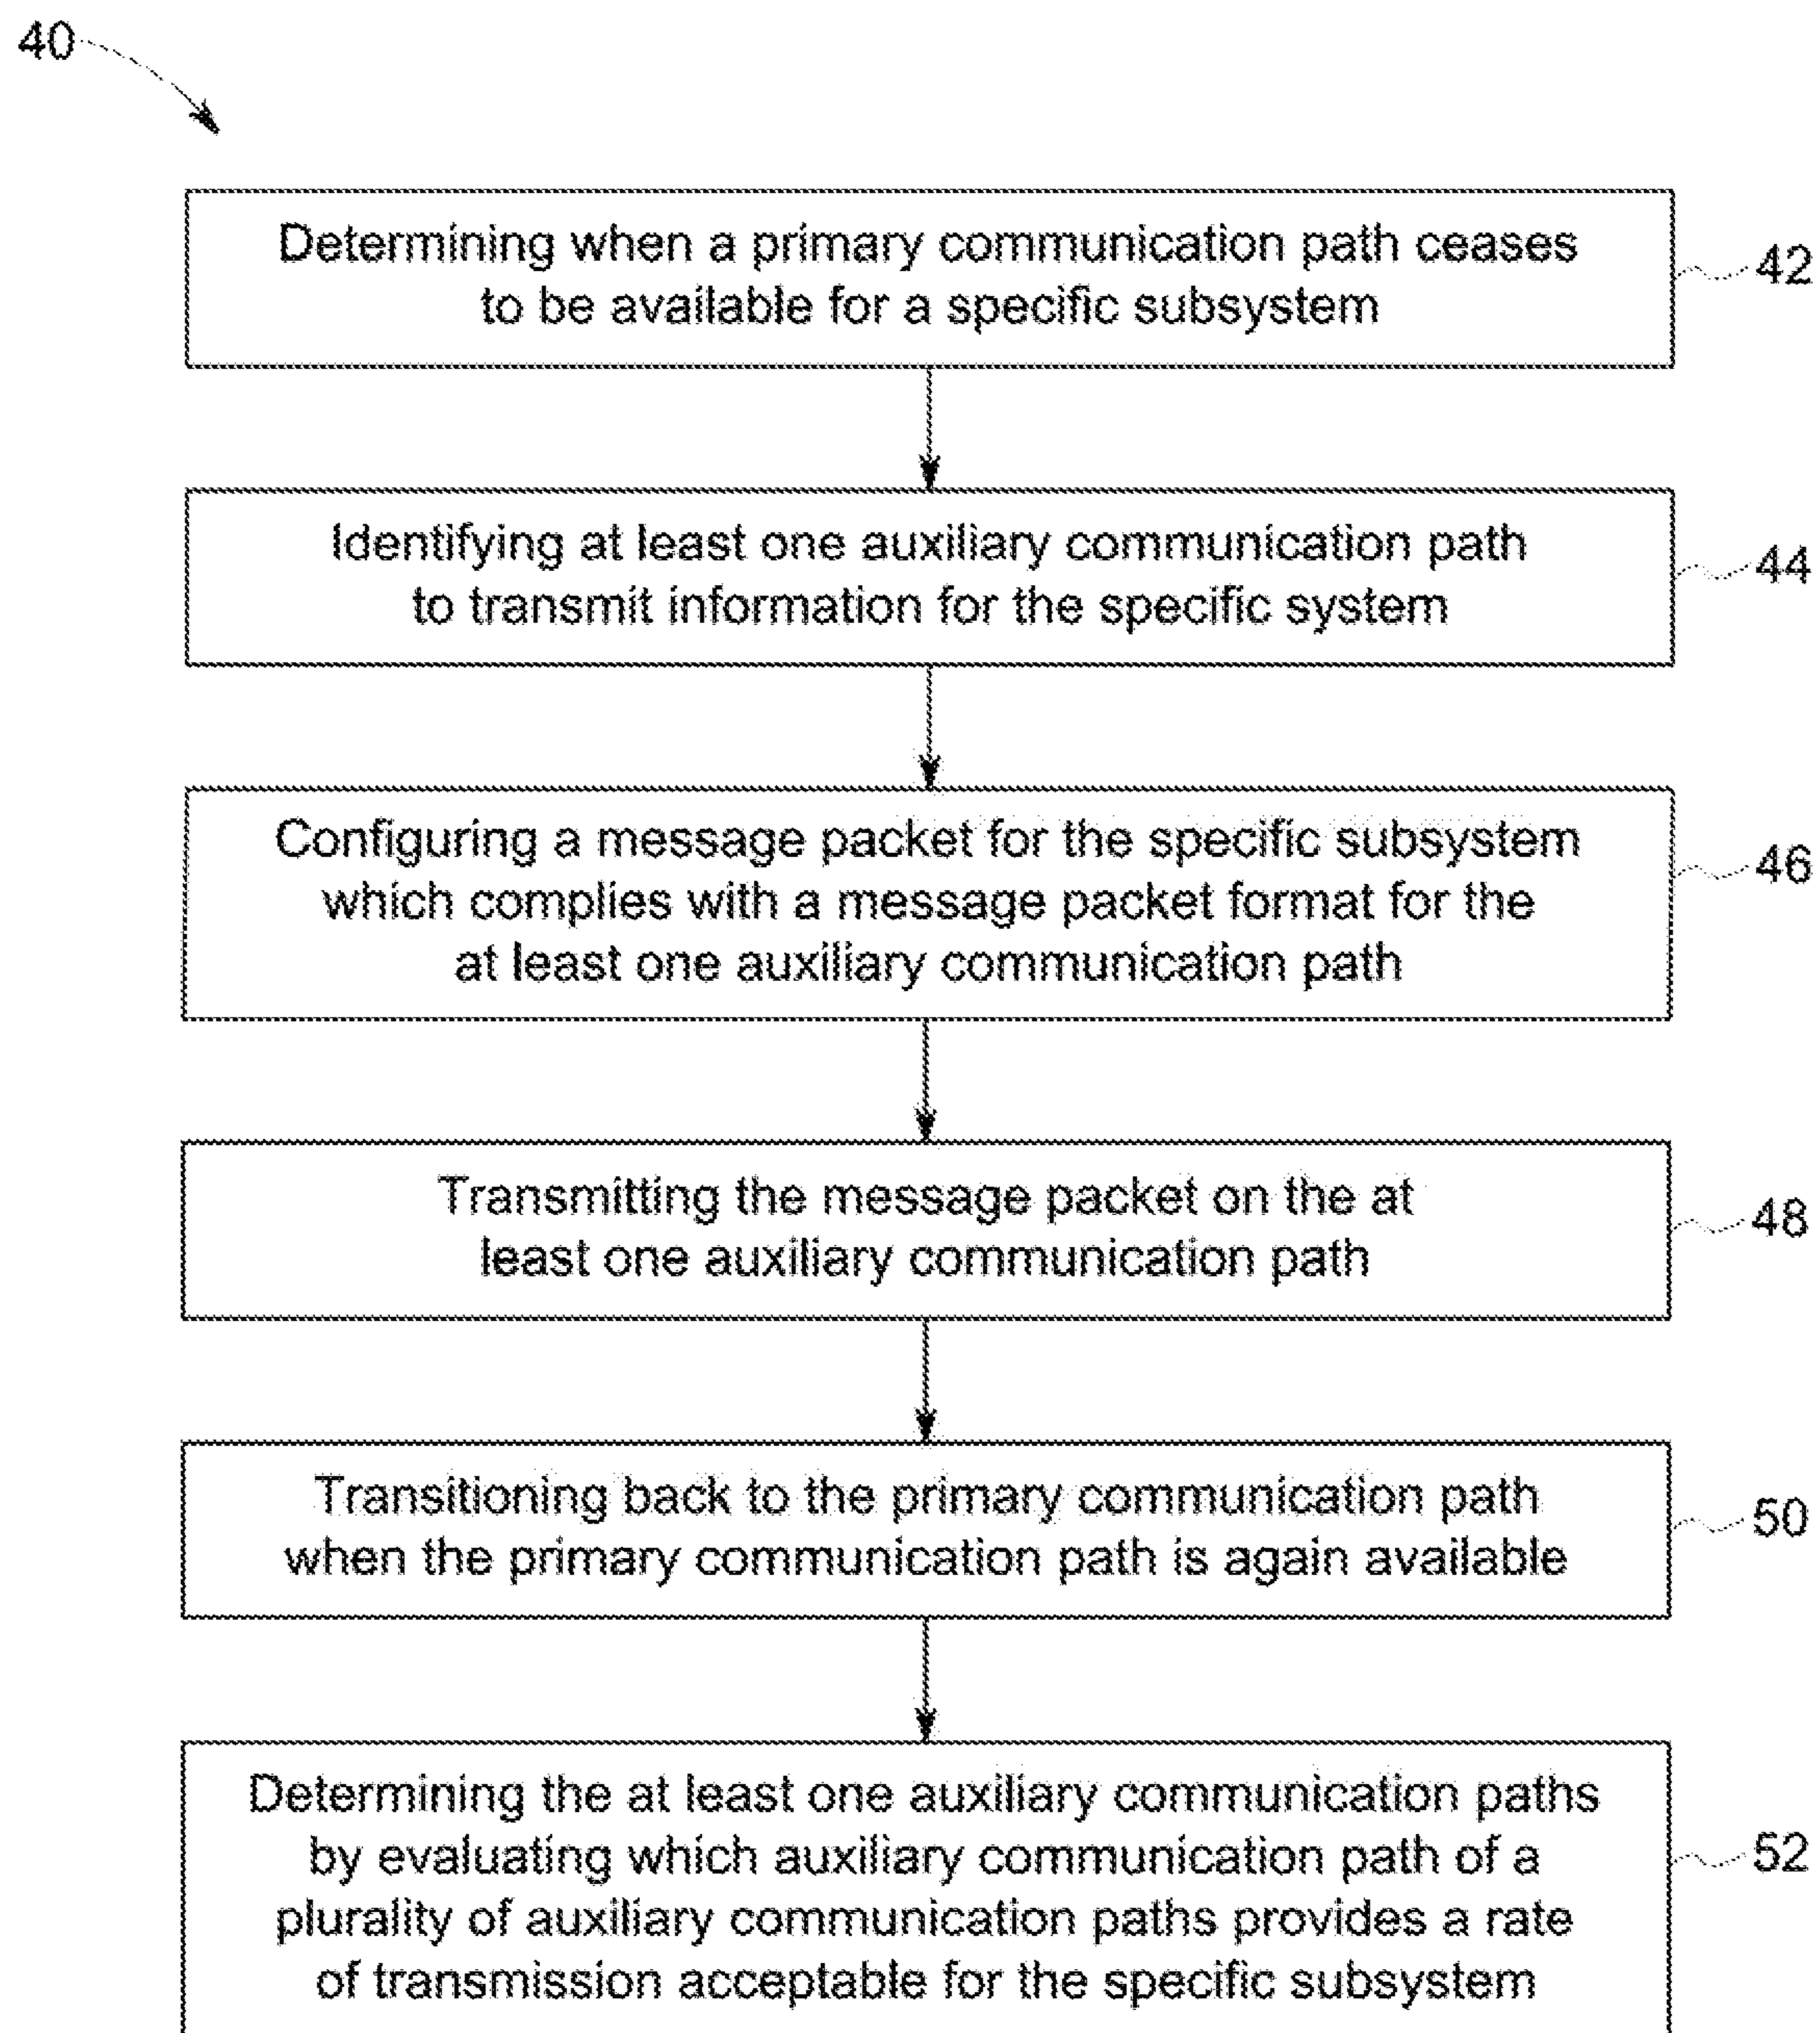 40
Determining when a primary communication path ceases
to be available for a specific subsystem
42
Identifying at least one auxiliary communication path
to transmit information for the specific system
44
Configuring a message packet for the specific subsystem
which complies with a message packet format for the
at least one auxiliary communication path
46
Transmitting the message packet on the at
least one auxiliary communication path
48
Transitioning back to the primary communication path
when the primary communication path is again available
50
Determining the at least one auxiliary communication paths
by evaluating which auxiliary communication path of a
plurality of auxiliary communication paths provides a rate
of transmission acceptable for the specific subsystem
52